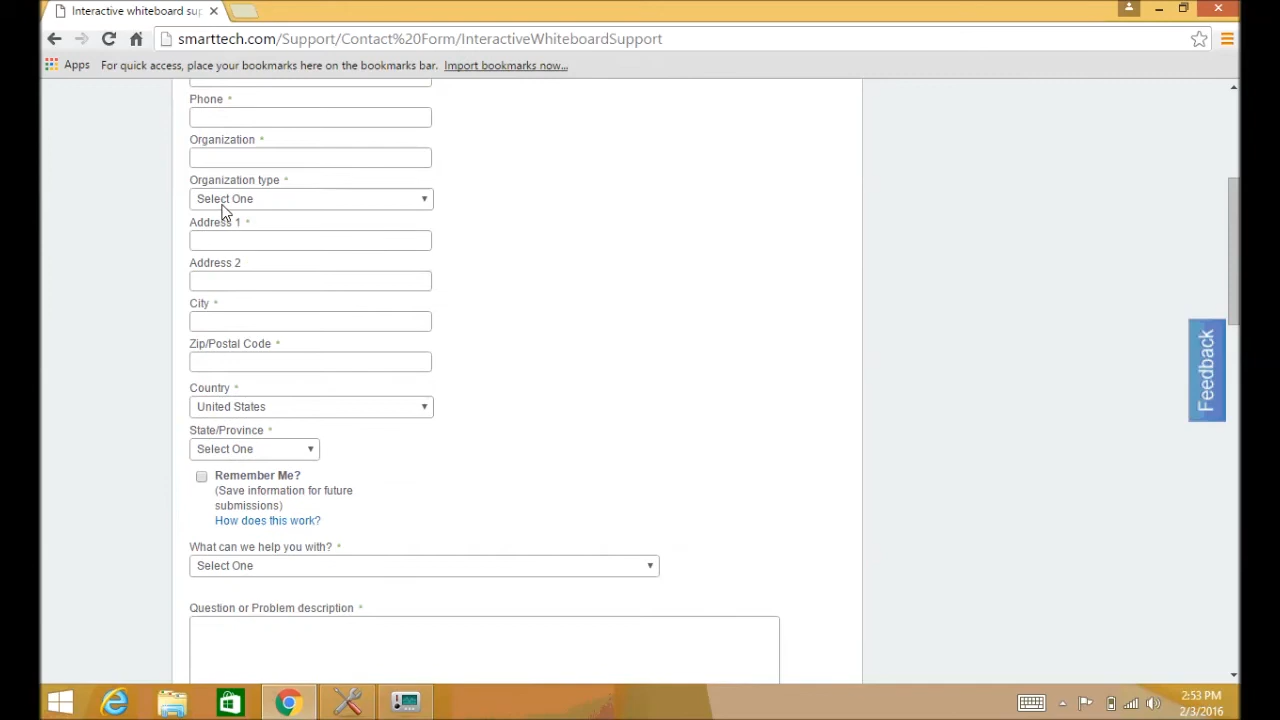 Interactive whiteboard sup
smarttech.com/Support/Contact%20Form/InteractiveWhiteboardSupport
Apps For quick access, place your bookmarks here on the bookmarks bar. Import bookmarks now...
Phone *
Organization *
Organization type *
Select One
Address 1 *
Address 2
City *
Zip/Postal Code *
Country *
United States
State/Province *
Select One
Remember Me?
(Save information for future
submissions)
How does this work?
What can we help you with? *
Select One
Question or Problem description *
Feedback
2:53 PM
2/3/2016